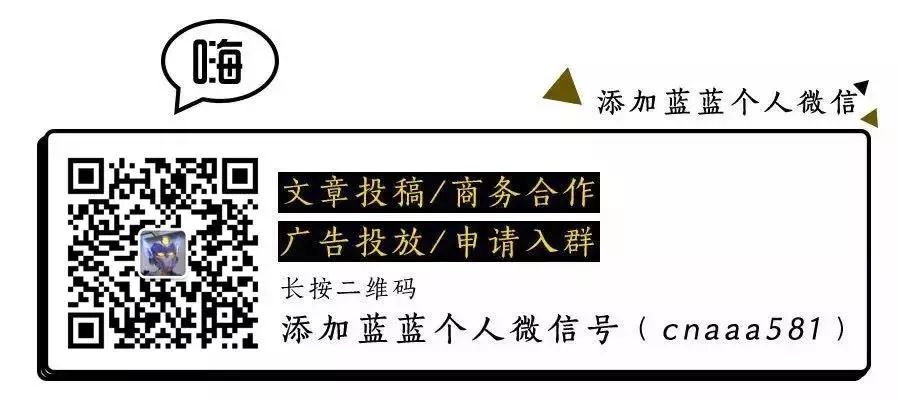 嗨
添加蓝蓝个人微信
文章投稿/商务合作
广告投放/申请入群
长按二维码
添加蓝蓝个人微信号（cnaaa581）